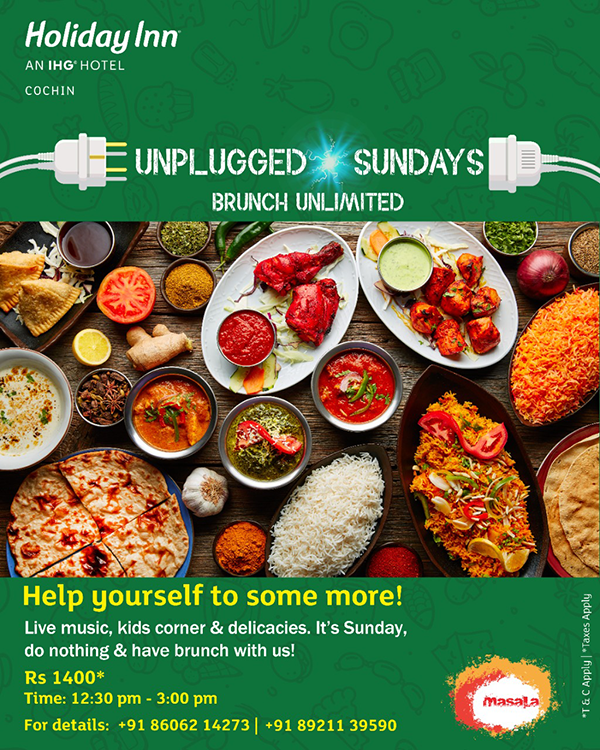 Holiday Inn
AN IHG® HOTEL
COCHIN
UNPLUGGED SUNDAYS
BRUNCH UNLIMITED
Help yourself to some more!
Live music, kids corner & delicacies. It's Sunday,
do nothing & have brunch with us!
Rs 1400*
Time: 12:30 pm - 3:00 pm
For details: +91 86062 14273 | +91 89211 39590
masala
*T & C Apply | *Taxes Apply